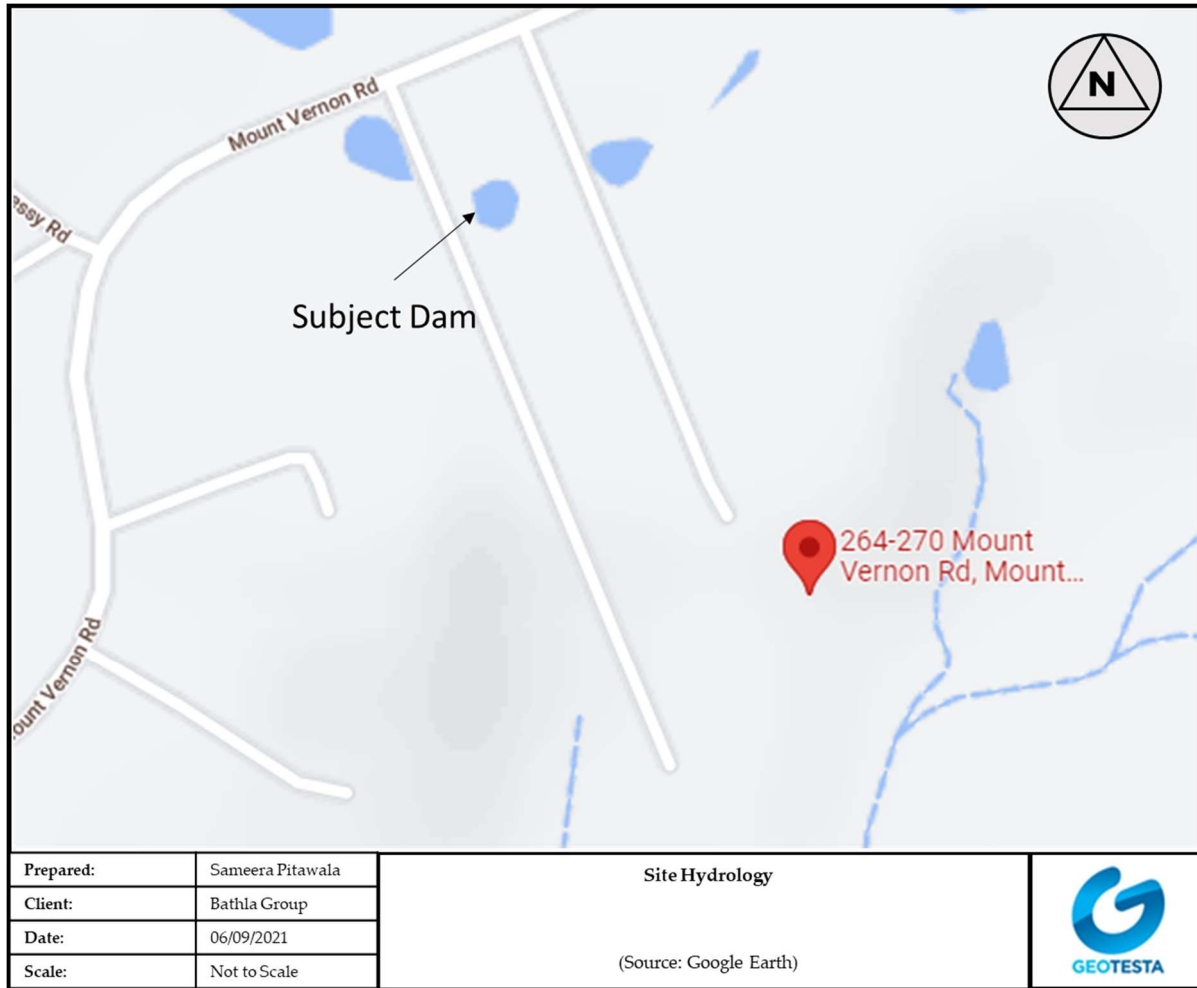 N
Mount Vernon Rd
essy Rd
Subject Dam
264-270 Mount
Vernon Rd, Mount...
ount Vernon Rd
Prepared: Sameera Pitawala
Client: Bathla Group
Date: 06/09/2021
Scale: Not to Scale
Site Hydrology
(Source: Google Earth)
GEOTESTA